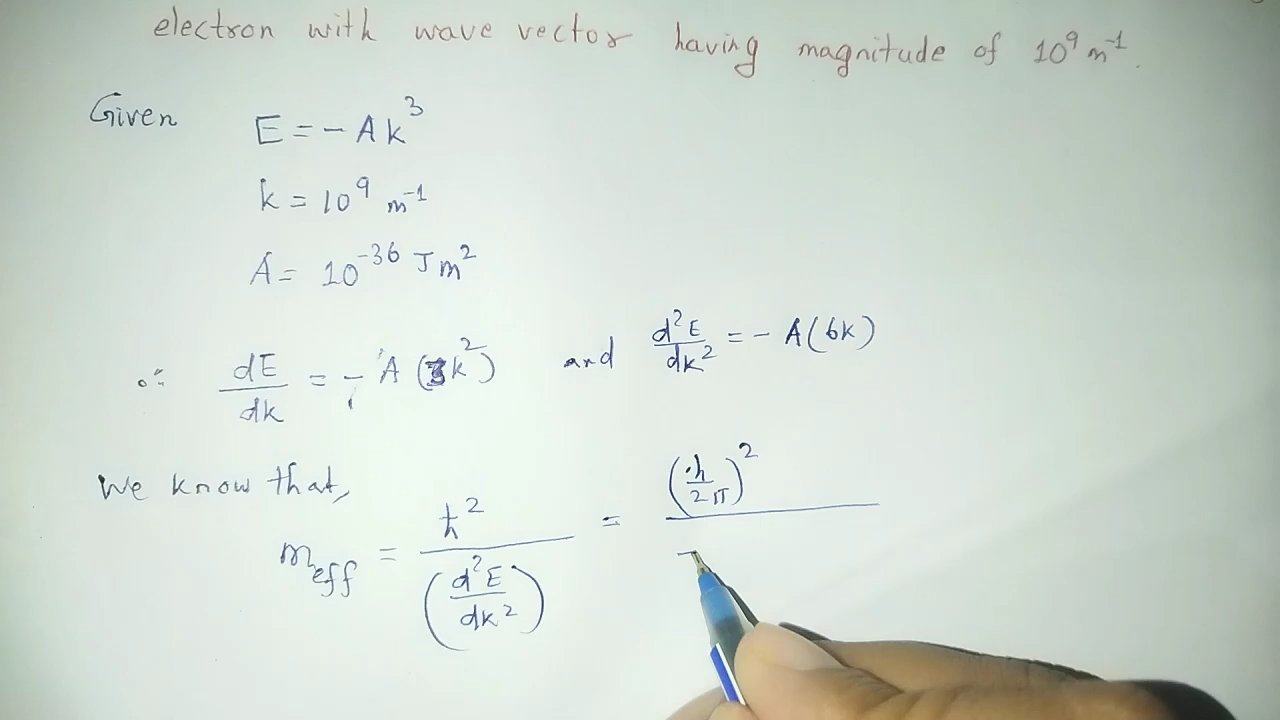 electron with wave vector having magnitude of 10⁹ m⁻¹.
Given E = - A k³
k = 10⁹ m⁻¹
A = 10⁻³⁶ J m²
∴ dE/dk = - A (3k²) and d²E/dk² = - A(6k)
We know that,
m_eff = ħ² / (d²E/dk²) = (h/2π)² /